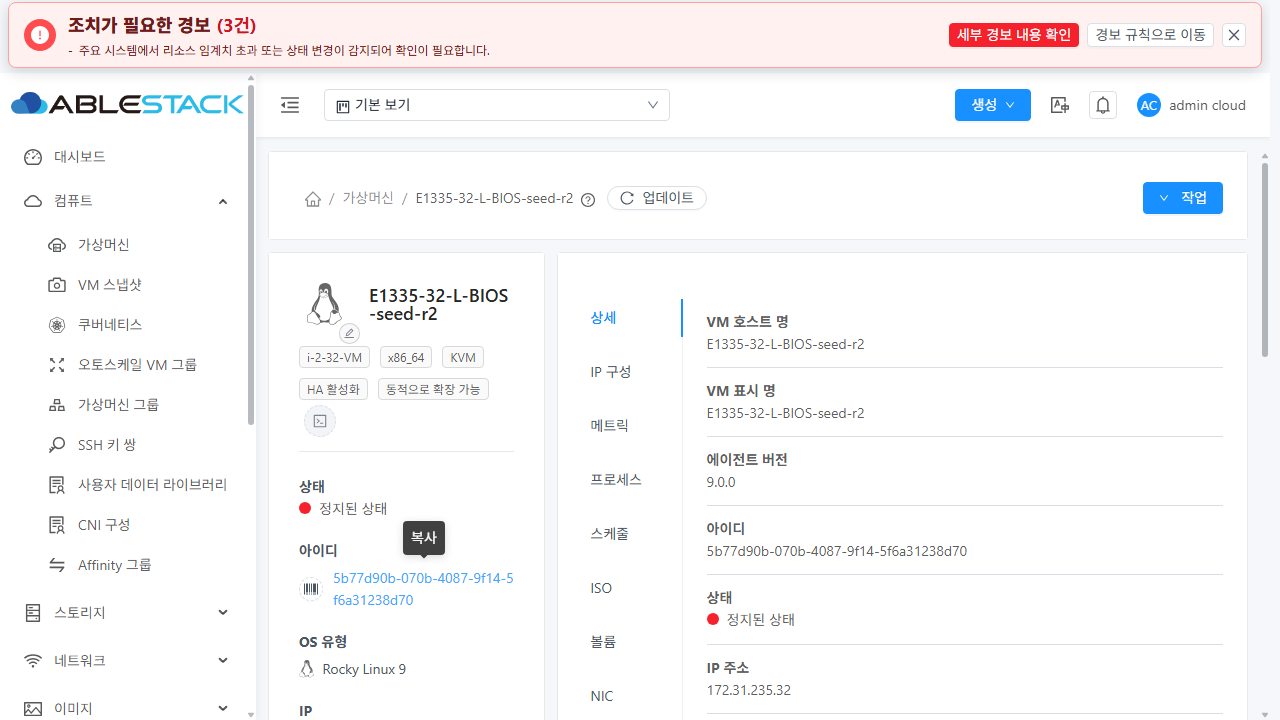 조치가 필요한 경보 (3건)
- 주요 시스템에서 리소스 임계치 초과 또는 상태 변경이 감지되어 확인이 필요합니다.
세부 경보 내용 확인
경보 규칙으로 이동
ABLESTACK
기본 보기
생성
AC
admin cloud
대시보드
컴퓨트
가상머신
VM 스냅샷
쿠버네티스
오토스케일 VM 그룹
가상머신 그룹
SSH 키 쌍
사용자 데이터 라이브러리
CNI 구성
Affinity 그룹
스토리지
네트워크
이미지
/ 가상머신 / E1335-32-L-BIOS-seed-r2
업데이트
작업
E1335-32-L-BIOS
-seed-r2
i-2-32-VM
x86_64
KVM
HA 활성화
동적으로 확장 가능
상태
정지된 상태
복사
아이디
5b77d90b-070b-4087-9f14-5
f6a31238d70
OS 유형
Rocky Linux 9
IP
상세
IP 구성
메트릭
프로세스
스케줄
ISO
볼륨
NIC
VM 호스트 명
E1335-32-L-BIOS-seed-r2
VM 표시 명
E1335-32-L-BIOS-seed-r2
에이전트 버전
9.0.0
아이디
5b77d90b-070b-4087-9f14-5f6a31238d70
상태
정지된 상태
IP 주소
172.31.235.32